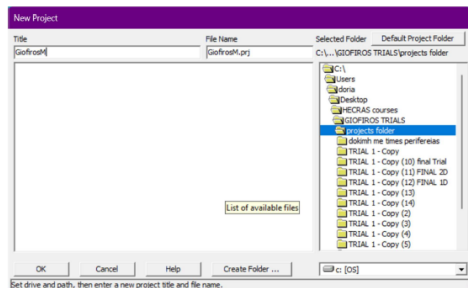 New Project
Title File Name Selected Folder Default Project Folder
GiofirosM GiofirosM.prj C:\...\GIOFIROS TRIALS\projects folder
C:\
Users
doria
Desktop
HECRAS courses
GIOFIROS TRIALS
projects folder
dokimh me times perifereias
TRIAL 1 - Copy
TRIAL 1 - Copy (10) final Trial
TRIAL 1 - Copy (11) FINAL 2D
TRIAL 1 - Copy (12) FINAL 1D
TRIAL 1 - Copy (13)
TRIAL 1 - Copy (14)
TRIAL 1 - Copy (2)
List of available files
TRIAL 1 - Copy (3)
TRIAL 1 - Copy (4)
TRIAL 1 - Copy (5)
OK Cancel Help Create Folder ... c: [OS]
Set drive and path, then enter a new project title and file name.